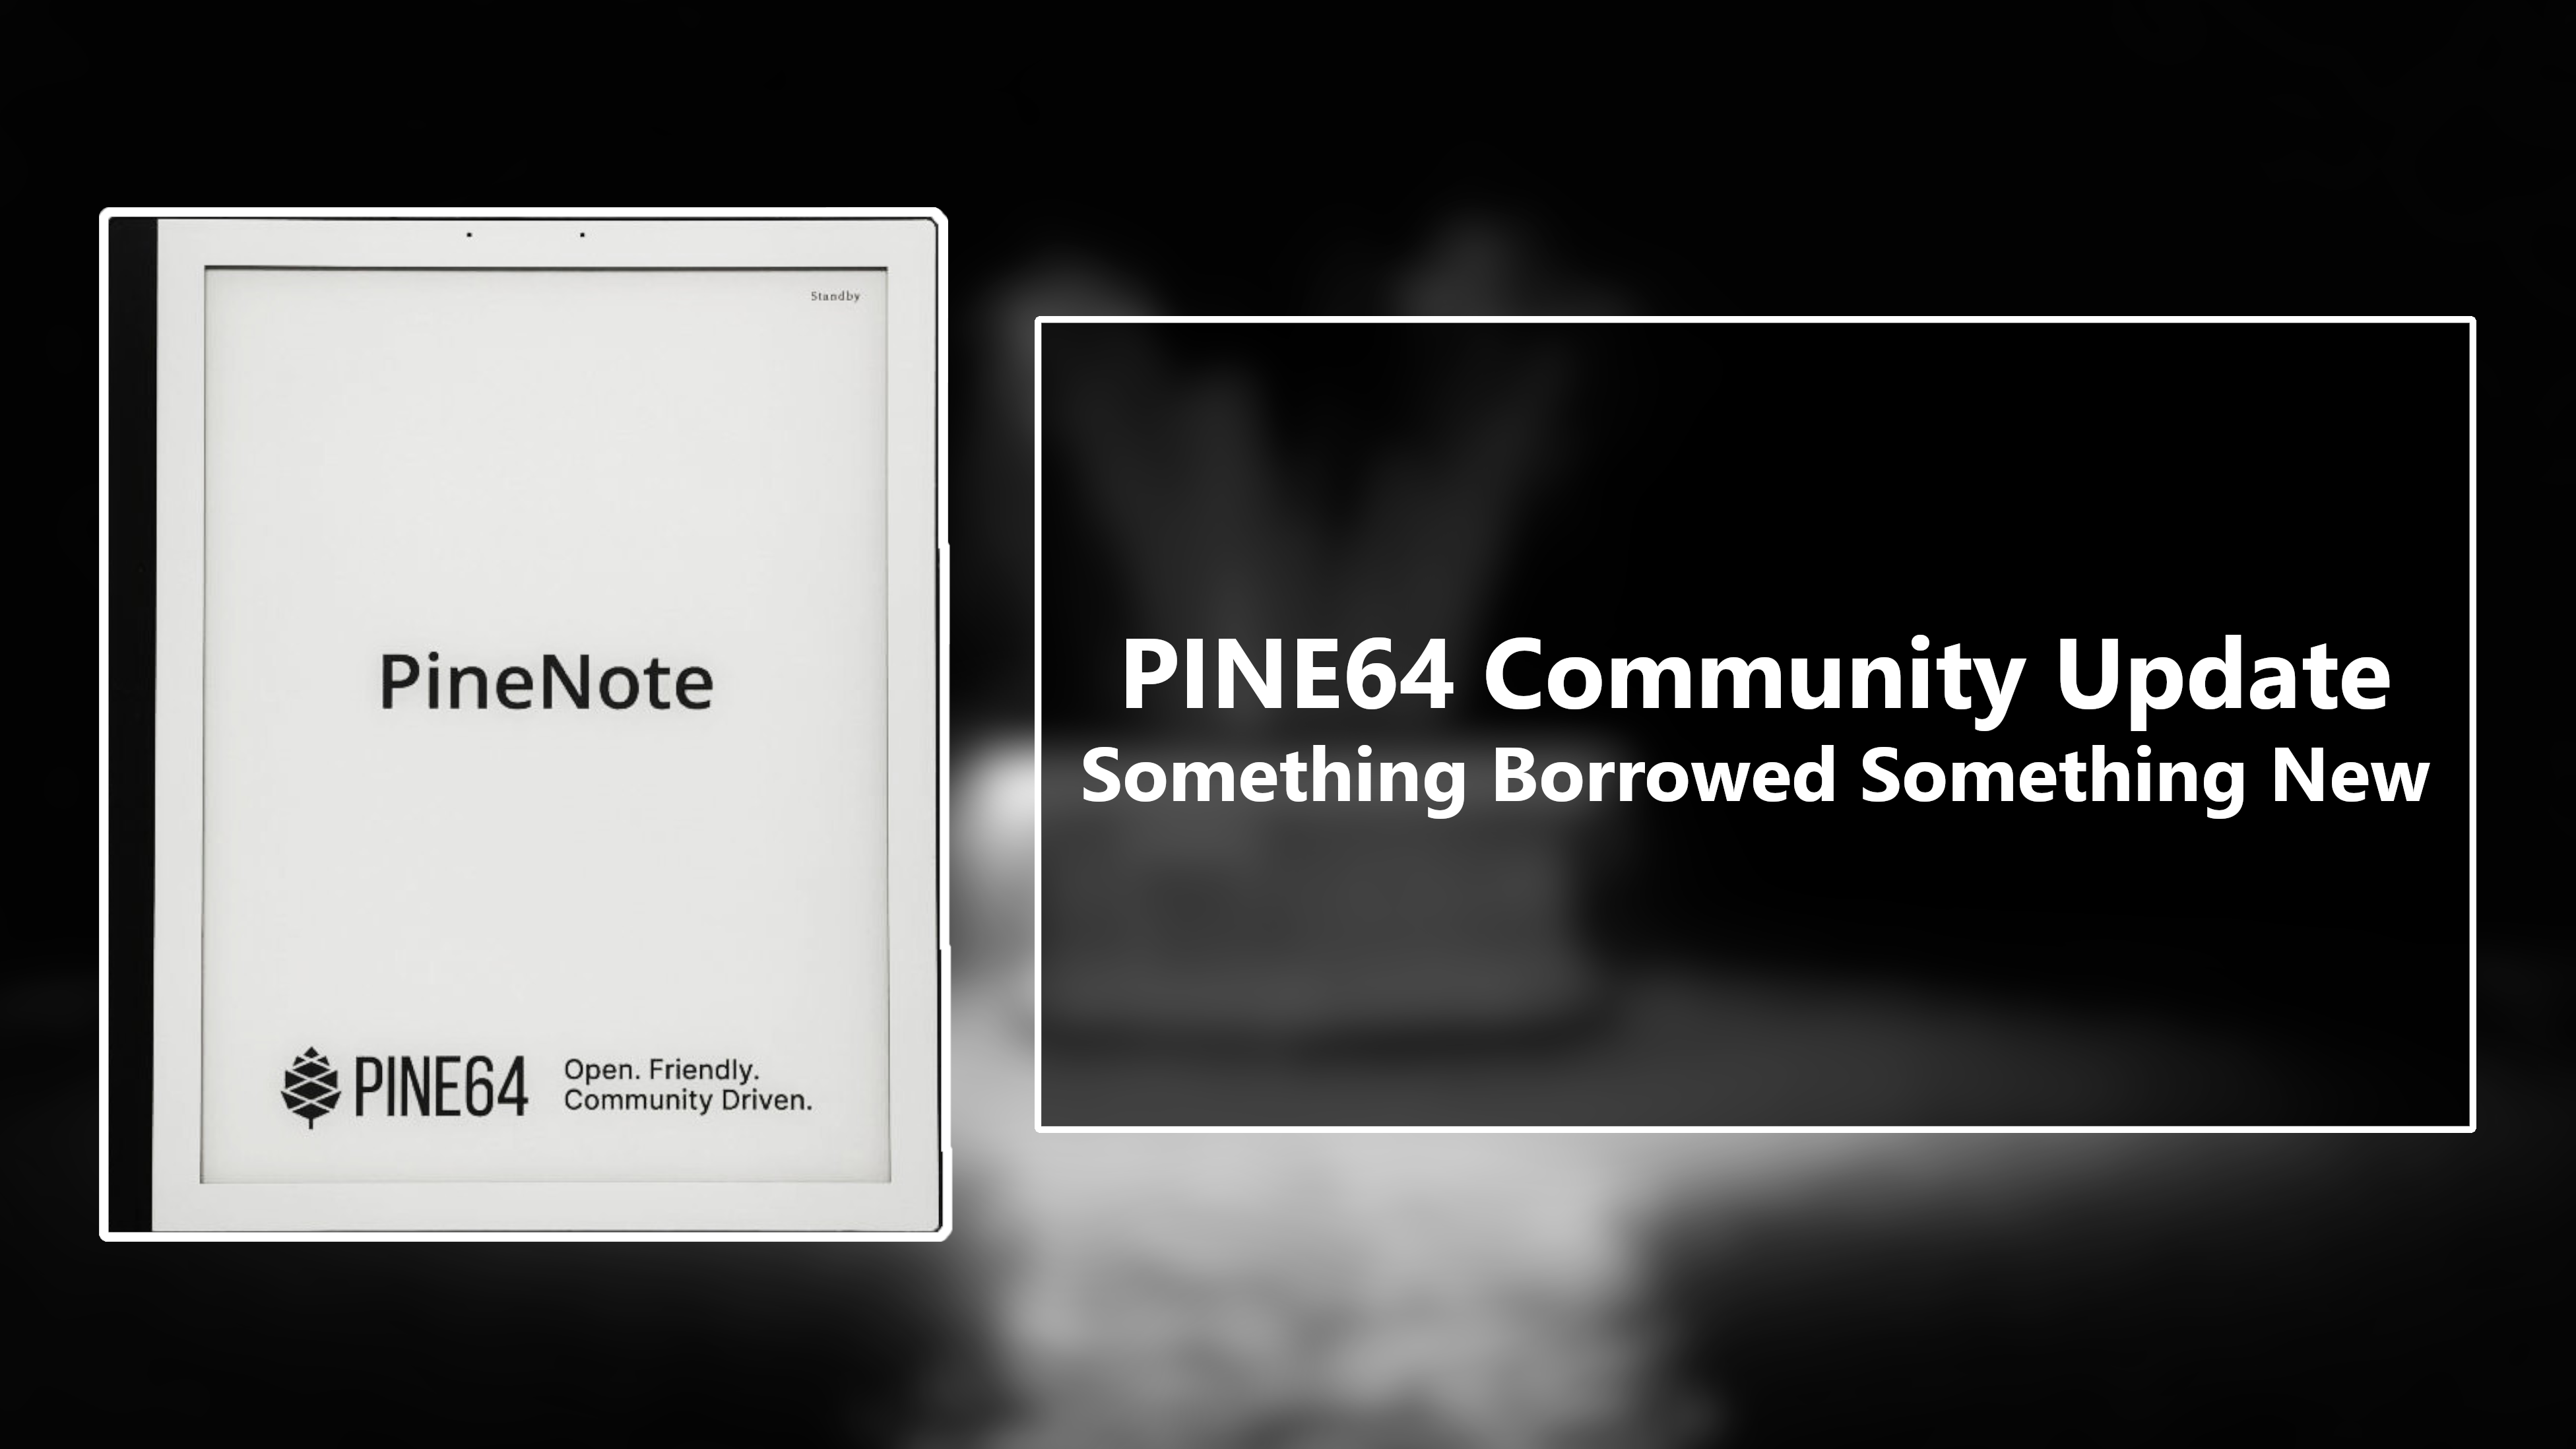 Standby
PineNote
PINE64
Open. Friendly.
Community Driven.
PINE64 Community Update
Something Borrowed Something New